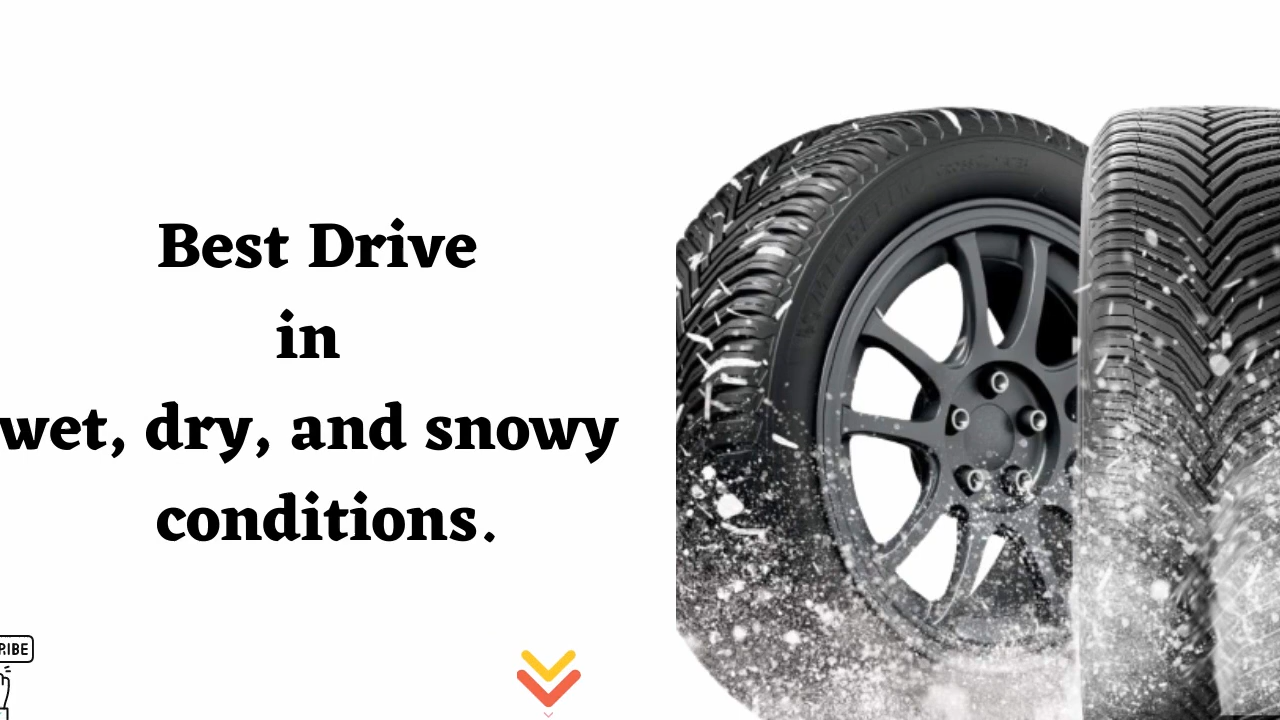 Best Drive
in
wet, dry, and snowy
conditions.
RIBE